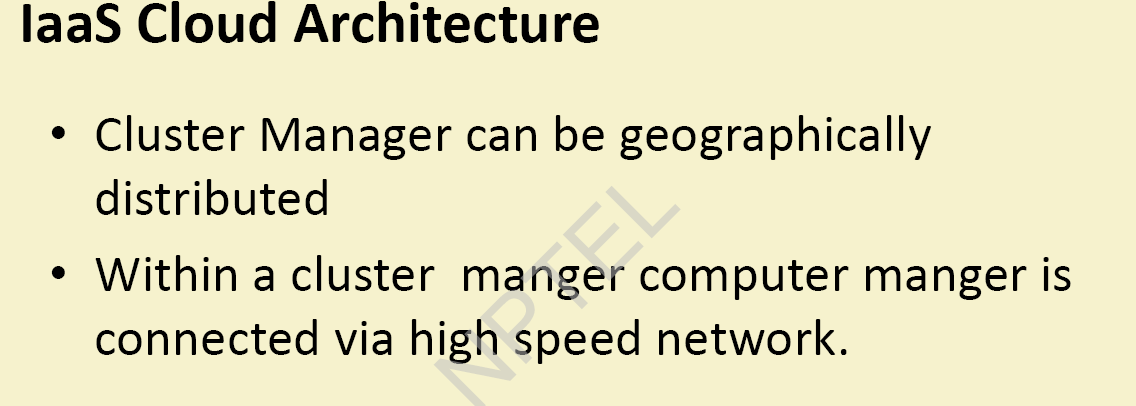 IaaS Cloud Architecture
• Cluster Manager can be geographically
distributed
• Within a cluster  manger computer manger is
connected via high speed network.
NPTEL